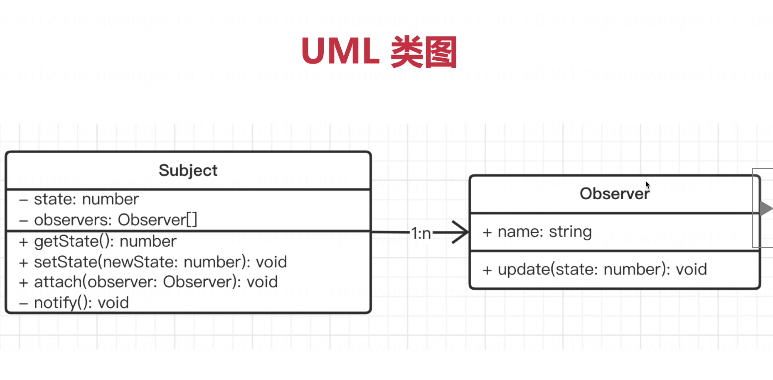 UML 类图
Subject
– state: number
– observers: Observer[]
+ getState(): number
+ setState(newState: number): void
+ attach(observer: Observer): void
– notify(): void
1:n
Observer
+ name: string
+ update(state: number): void